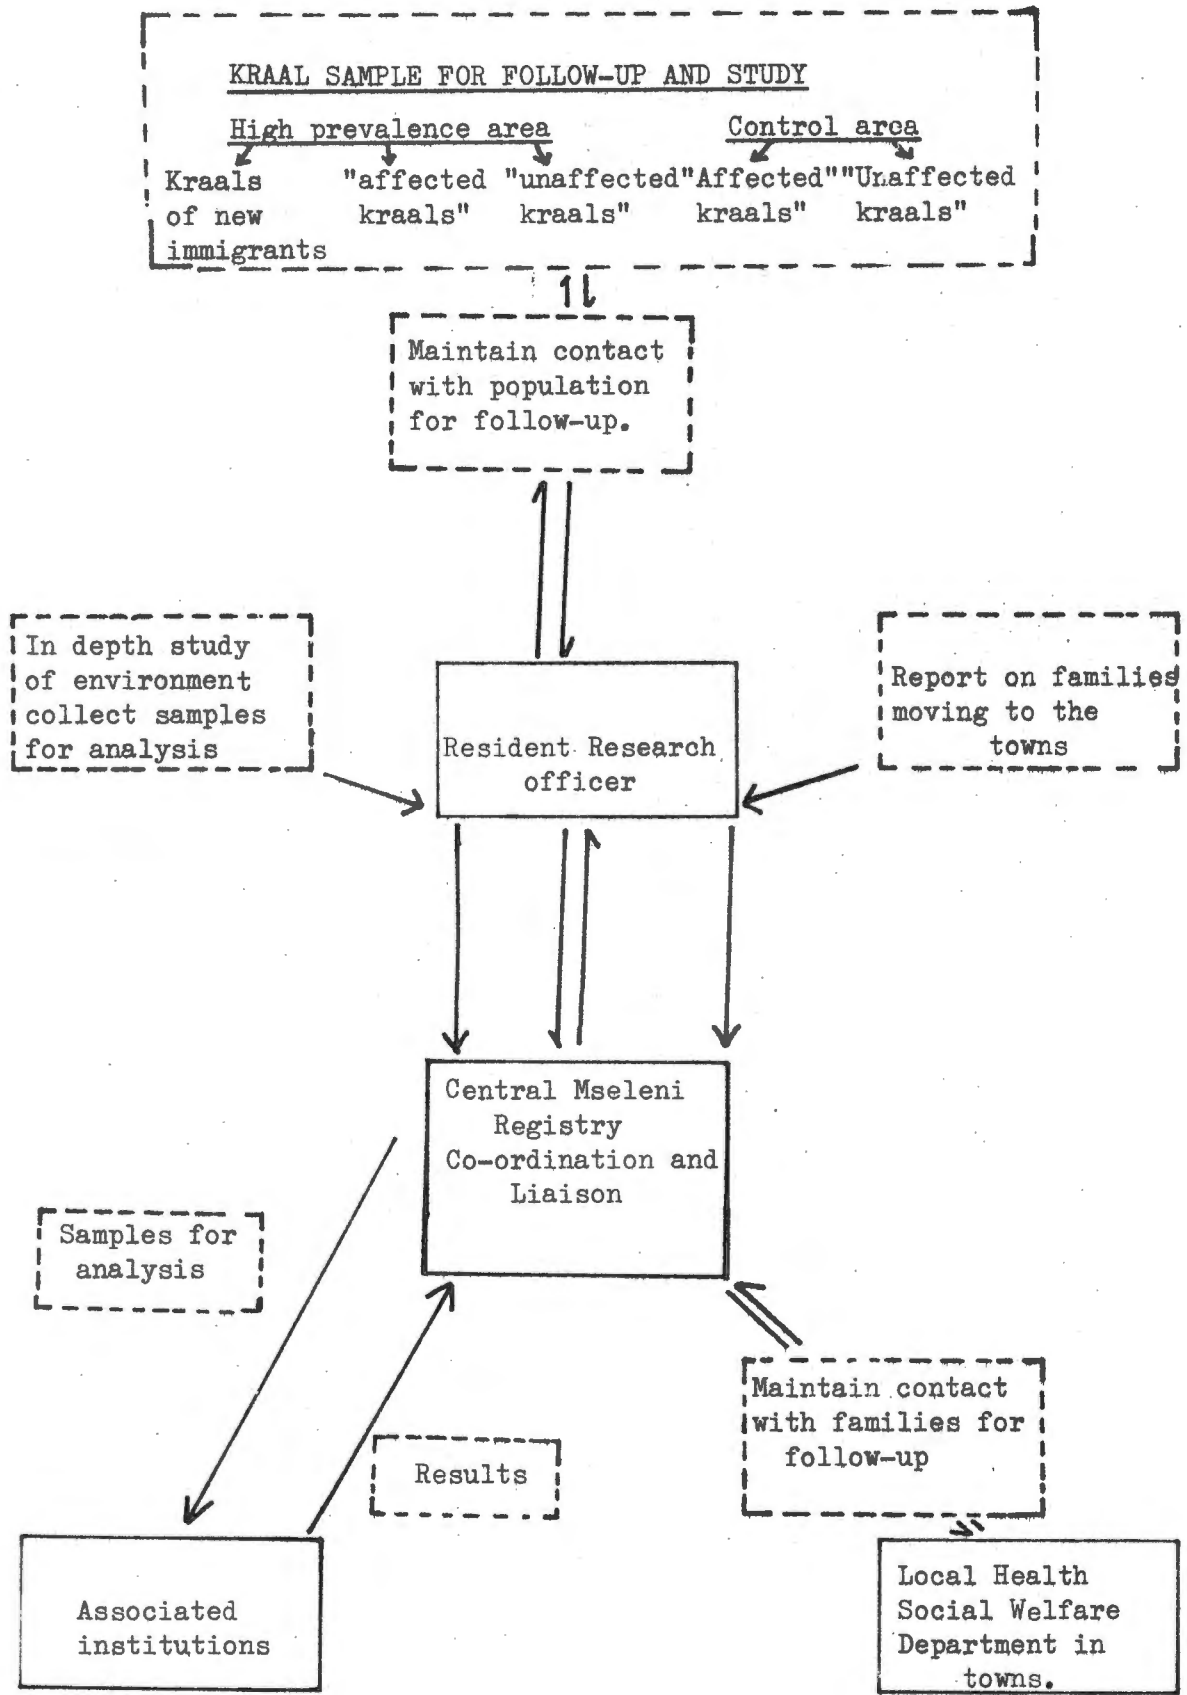 KRAAL SAMPLE FOR FOLLOW-UP AND STUDY
High prevalence area
Control area
Kraals
of new
immigrants
"affected
kraals"
"unaffected
kraals"
"Affected"
kraals"
"Unaffected
kraals"
Maintain contact
with population
for follow-up.
In depth study
of environment
collect samples
for analysis
Resident Research
officer
Report on families
moving to the
towns
Central Mseleni
Registry
Co-ordination and
Liaison
Samples for
analysis
Results
Maintain contact
with families for
follow-up
Associated
institutions
Local Health
Social Welfare
Department in
towns.